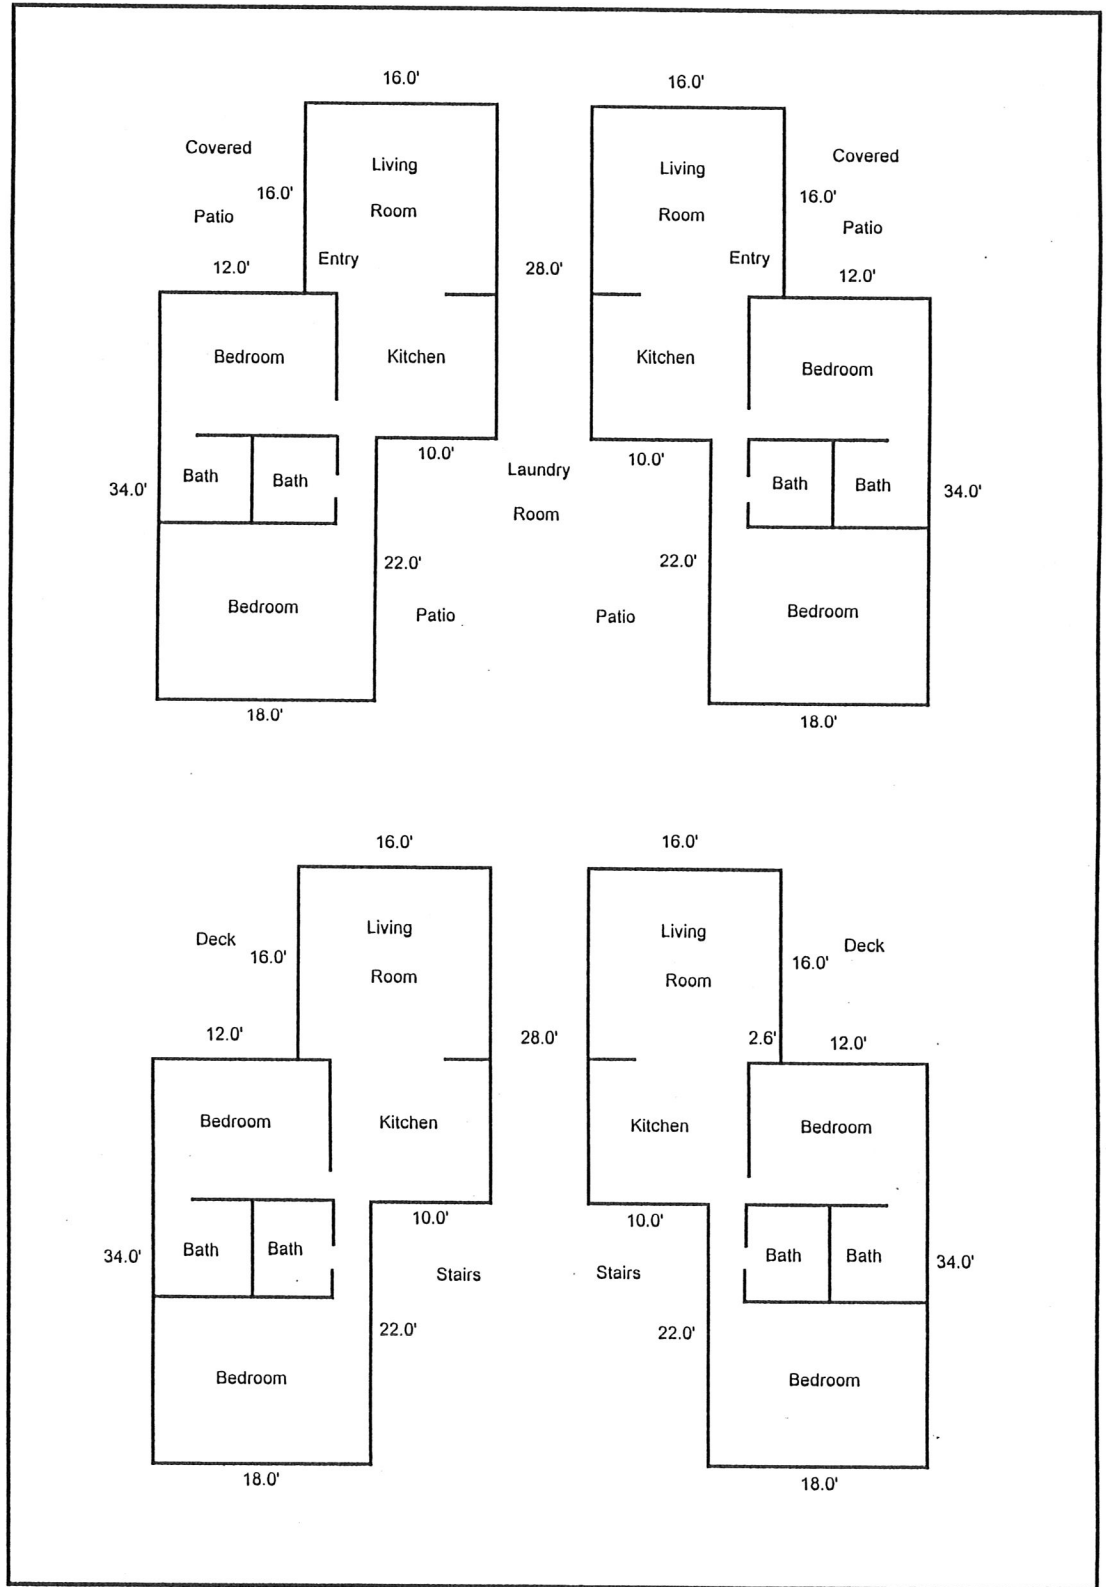 16.0' 16.0'
Covered Living Living Covered
16.0' 16.0'
Patio Room Room Patio
12.0' Entry 28.0' Entry 12.0'
Bedroom Kitchen Kitchen Bedroom
10.0' 10.0'
Laundry
34.0' Bath Bath Bath Bath 34.0'
Room
22.0' 22.0'
Bedroom Patio Patio Bedroom
18.0' 18.0'
16.0' 16.0'
Living Living
Deck 16.0' 16.0' Deck
Room Room
12.0' 28.0' 2.6' 12.0'
Bedroom Kitchen Kitchen Bedroom
10.0' 10.0'
34.0' Bath Bath Bath Bath 34.0'
Stairs Stairs
22.0' 22.0'
Bedroom Bedroom
18.0' 18.0'